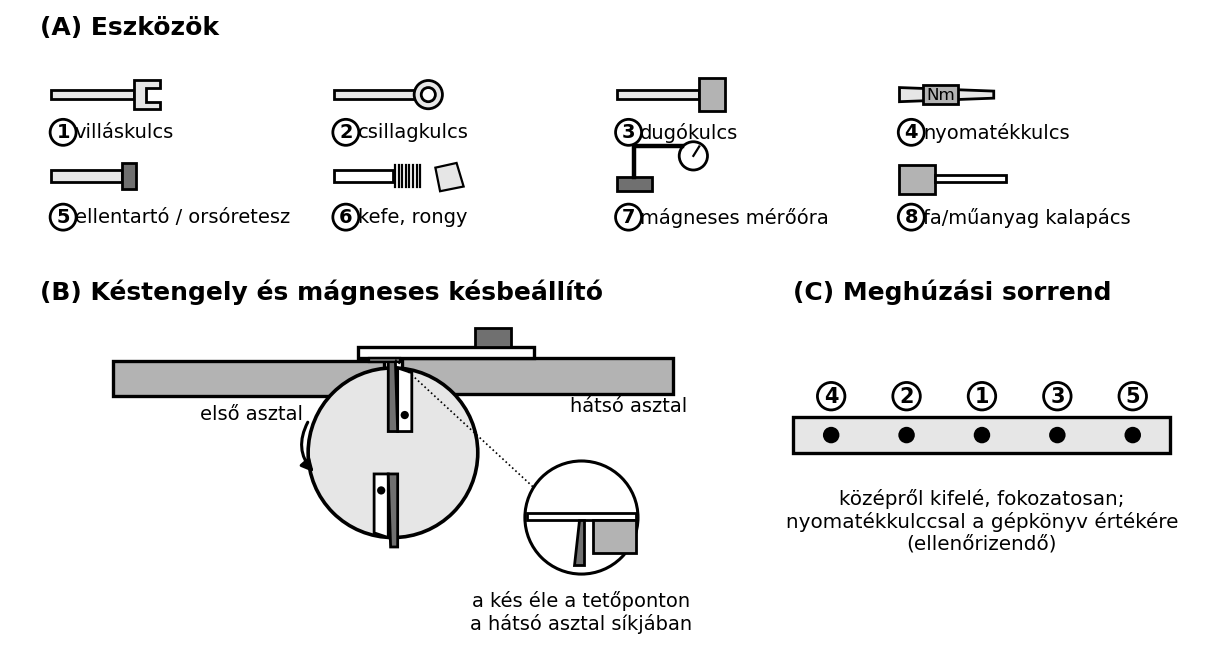 (A) Eszközök
1 villáskulcs
2 csillagkulcs
3 dugókulcs
Nm
4 nyomatékkulcs
5 ellentartó / orsóretesz
6 kefe, rongy
7 mágneses mérőóra
8 fa/műanyag kalapács
(B) Késtengely és mágneses késbeállító
első asztal
hátsó asztal
a kés éle a tetőponton
a hátsó asztal síkjában
(C) Meghúzási sorrend
4 2 1 3 5
középről kifelé, fokozatosan;
nyomatékkulccsal a gépkönyv értékére
(ellenőrizendő)